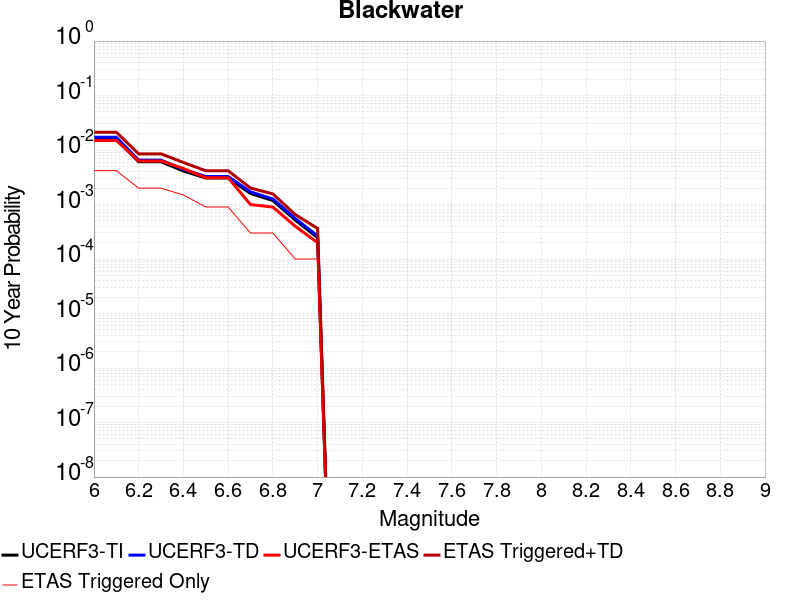 Blackwater
10 Year Probability
10^0
10^-1
10^-2
10^-3
10^-4
10^-5
10^-6
10^-7
10^-8
6 6.2 6.4 6.6 6.8 7 7.2 7.4 7.6 7.8 8 8.2 8.4 8.6 8.8 9
Magnitude
UCERF3-TI UCERF3-TD UCERF3-ETAS ETAS Triggered+TD
ETAS Triggered Only